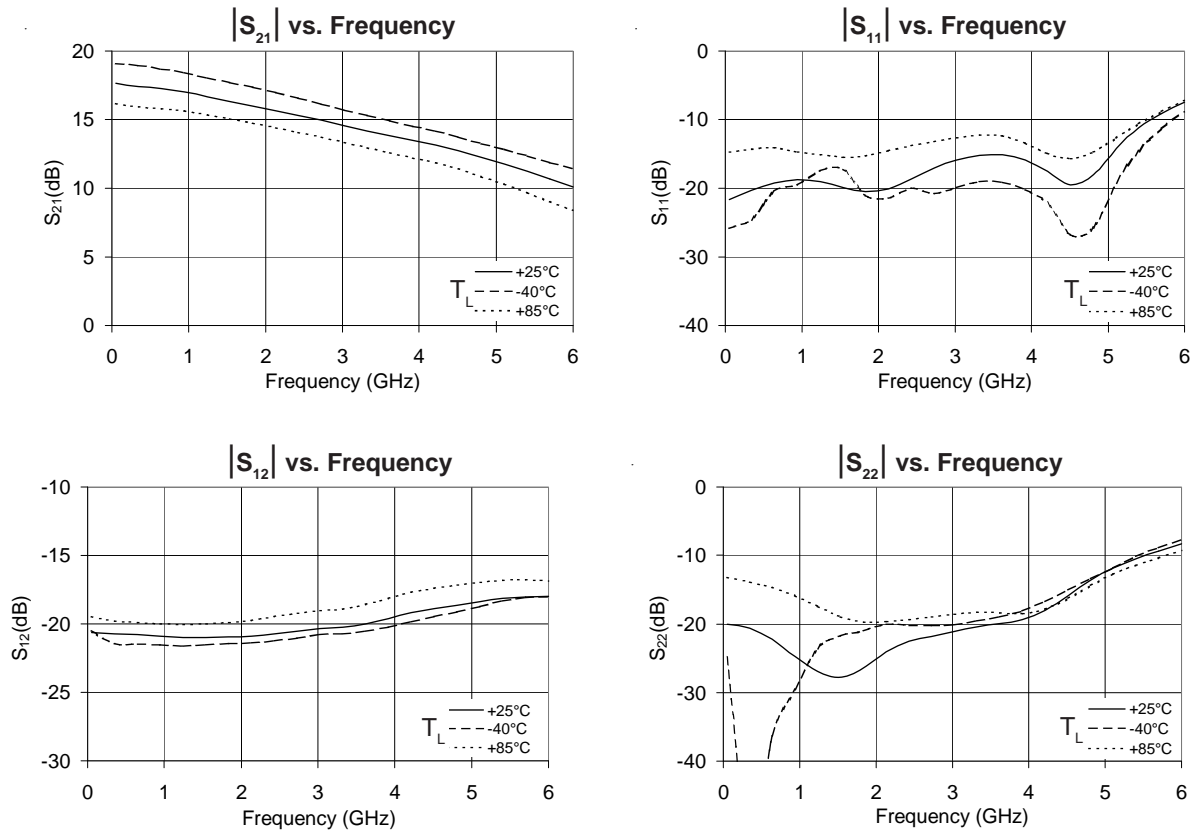 |S21| vs. Frequency
20
15
10
5
0
S21(dB)
TL
+25°C
-40°C
+85°C
0 1 2 3 4 5 6
Frequency (GHz)
|S11| vs. Frequency
0
-10
-20
-30
-40
S11(dB)
TL
+25°C
-40°C
+85°C
0 1 2 3 4 5 6
Frequency (GHz)
|S12| vs. Frequency
-10
-15
-20
-25
-30
S12(dB)
TL
+25°C
-40°C
+85°C
0 1 2 3 4 5 6
Frequency (GHz)
|S22| vs. Frequency
0
-10
-20
-30
-40
S22(dB)
TL
+25°C
-40°C
+85°C
0 1 2 3 4 5 6
Frequency (GHz)